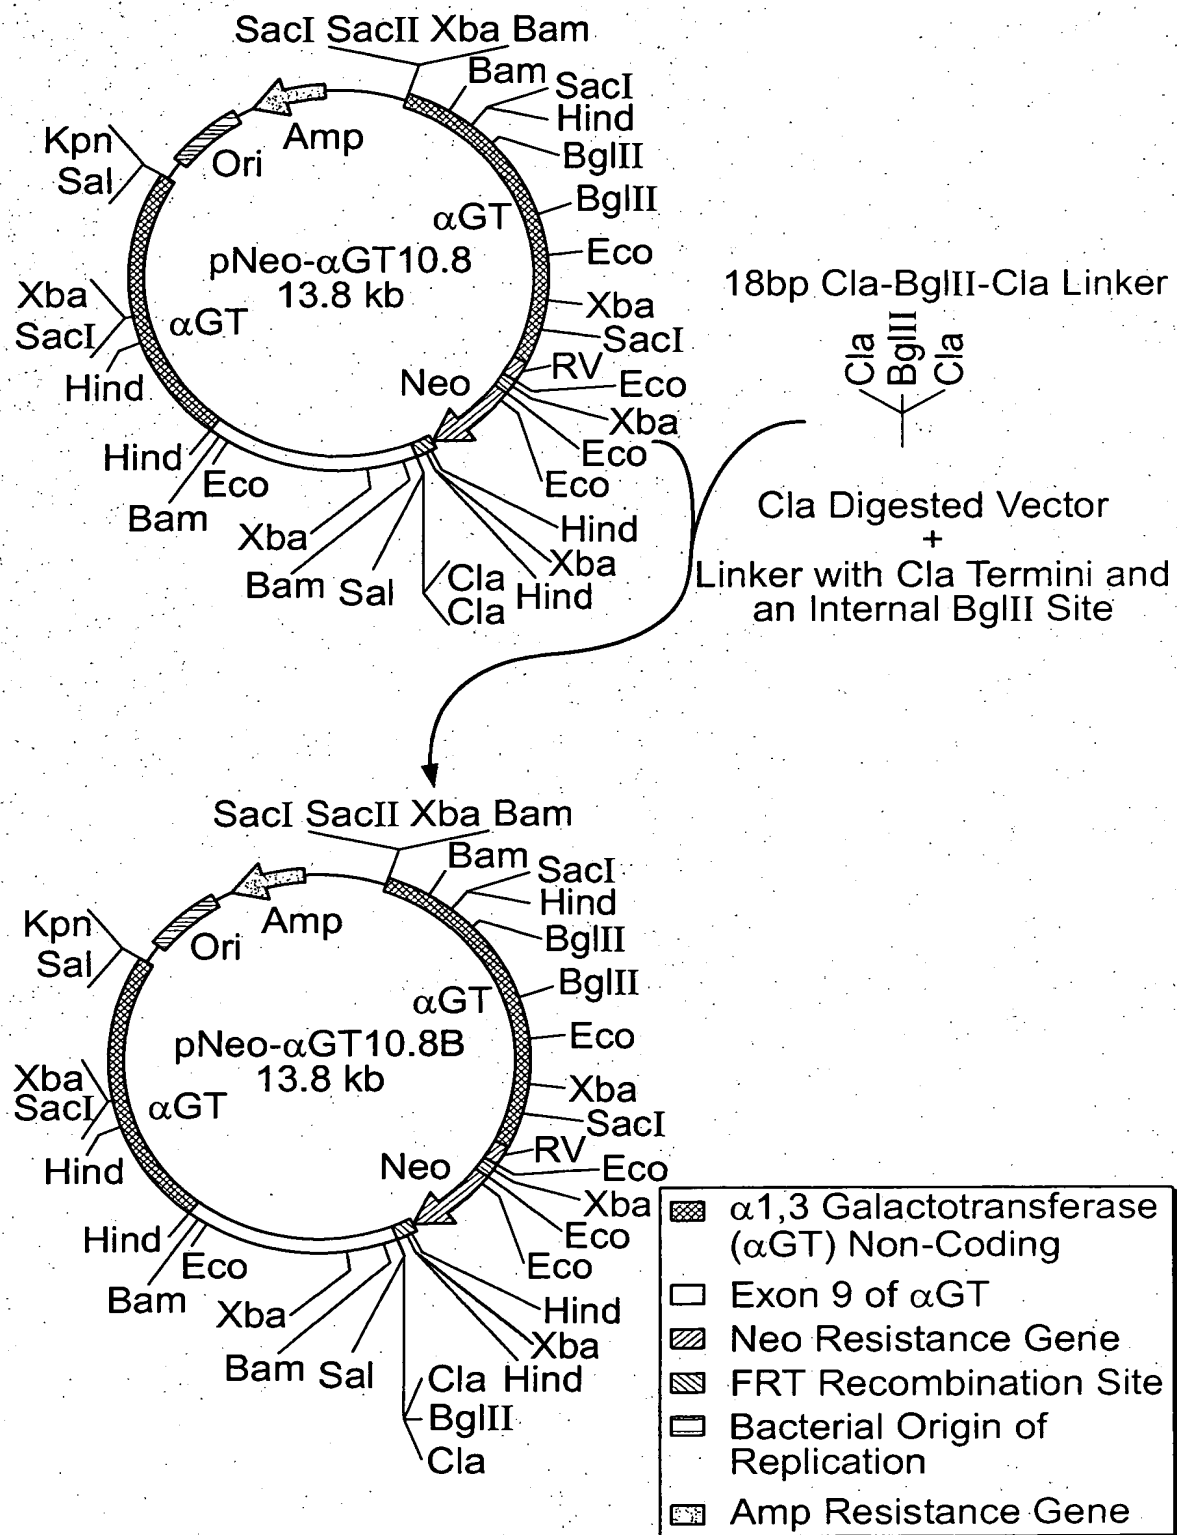 SacI SacII Xba Bam
Bam
SacI
Hind
BglII
BglII
Eco
Xba
SacI
RV
Eco
Xba
Eco
Eco
Hind
Xba
Hind
Cla
Cla
Sal
Bam
Xba
Eco
Bam
Hind
Hind
SacI
Xba
Sal
Kpn
Ori
Amp
αGT
αGT
Neo
pNeo-αGT10.8
13.8 kb
18bp Cla-BglII-Cla Linker
Cla
BglII
Cla
Cla Digested Vector
+
Linker with Cla Termini and
an Internal BglII Site
SacI SacII Xba Bam
Bam
SacI
Hind
BglII
BglII
Eco
Xba
SacI
RV
Eco
Xba
Eco
Eco
Hind
Xba
Hind
Cla
BglII
Cla
Sal
Bam
Xba
Eco
Bam
Hind
Hind
SacI
Xba
Sal
Kpn
Ori
Amp
αGT
αGT
Neo
pNeo-αGT10.8B
13.8 kb
α1,3 Galactotransferase
(αGT) Non-Coding
Exon 9 of αGT
Neo Resistance Gene
FRT Recombination Site
Bacterial Origin of
Replication
Amp Resistance Gene